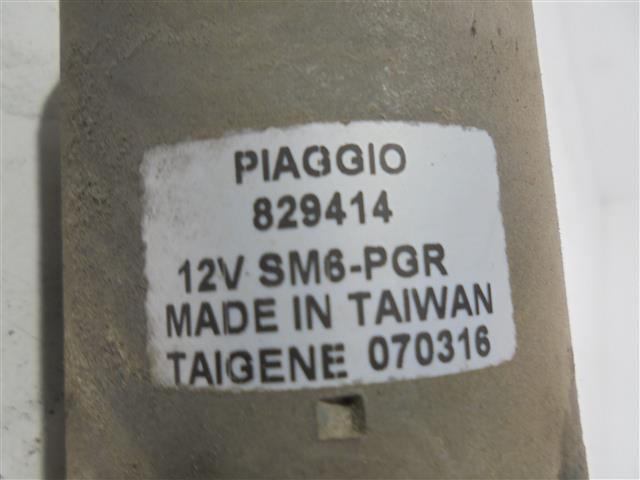 PIAGGIO
829414
12V SM6-PGR
MADE IN TAIWAN
TAIGENE 070316